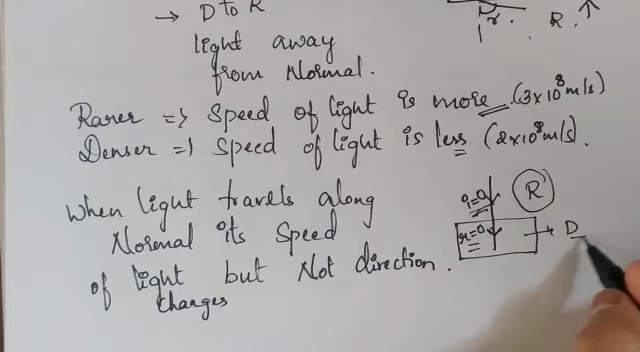 → D to R
light away
from Normal.
R. ↑
r.
Rarer => Speed of light is more. (3x10⁸ m/s)
Denser => Speed of light is less (2x10⁸ m/s).
When light travels along
Normal its Speed
of light but Not direction.
changes
i=0
R
r=0
→ D